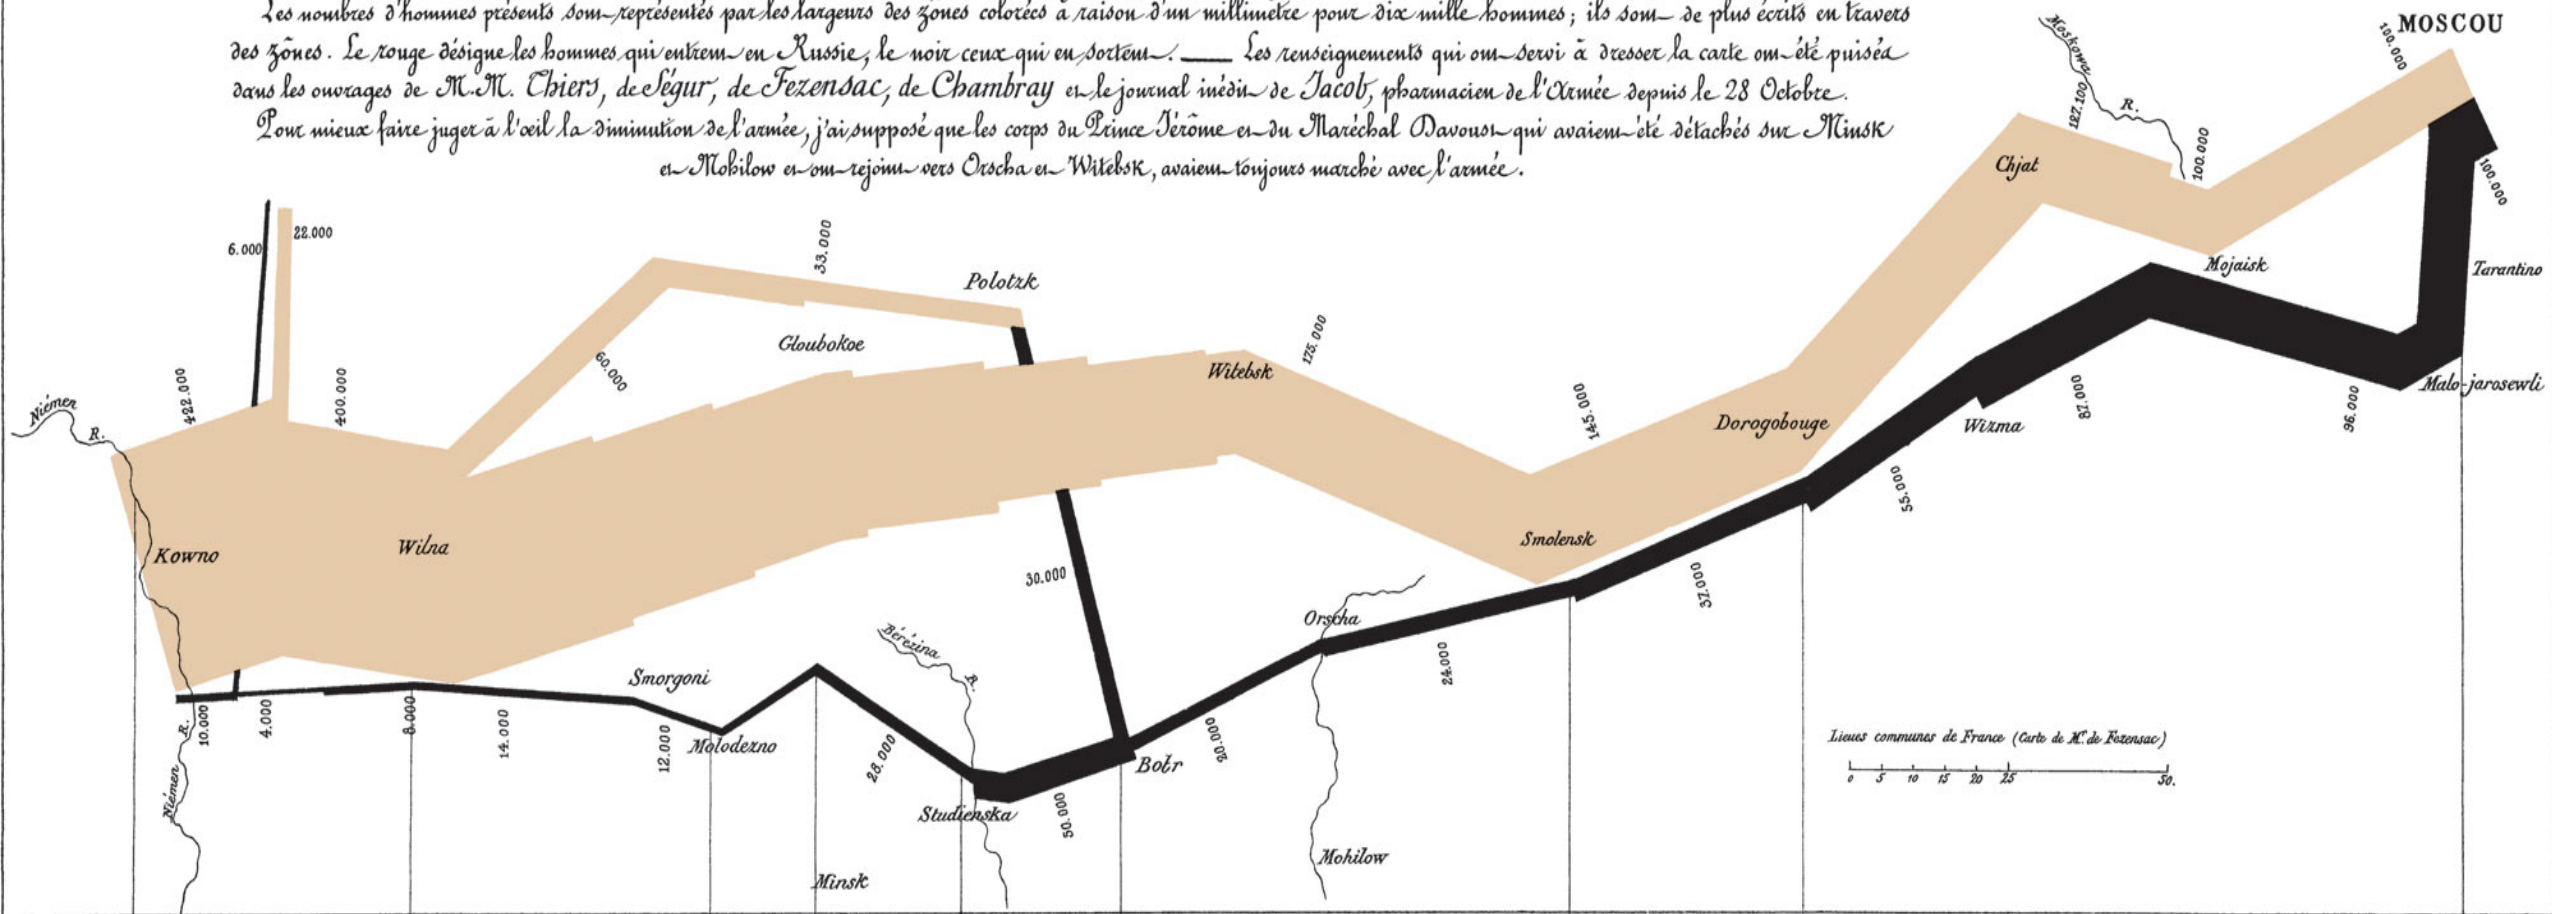 Les nombres d'hommes présents sont représentés par les largeurs des zones colorées à raison d'un millimètre pour dix mille hommes; ils sont de plus écrits en travers
des zônes. Le rouge désigne les hommes qui entrent en Russie, le noir ceux qui en sortent. — Les renseignements qui ont servi à dresser la carte ont été puisés
dans les ouvrages de M.M. Thiers, de Ségur, de Fezensac, de Chambray et le journal inédit de Jacob, pharmacien de l'Armée depuis le 28 Octobre.
Pour mieux faire juger à l'œil la diminution de l'armée, j'ai supposé que les corps du Prince Jérôme et du Maréchal Davoust qui avaient été détachés sur Minsk
et Mohilow et ont rejoint vers Orscha et Witebsk, avaient toujours marché avec l'armée.
MOSCOU
100.000
Moskowa
R.
127.100
100.000
100.000
Chjat
Mojaisk
Tarantino
Malo-jarosewli
6.000
22.000
33.000
Polotzk
Gloubokoe
60.000
422.000
400.000
Niémen
R.
Witebsk
175.000
145.000
Dorogobouge
Wizma
87.000
96.000
55.000
Kowno
Wilna
Smolensk
37.000
30.000
Orscha
24.000
Bérézina
R.
Smorgoni
Molodezno
10.000
4.000
8.000
14.000
12.000
28.000
20.000
Bobr
Studienska
50.000
R.
Niémen
Minsk
Mohilow
Lieues communes de France (Carte de Mr. de Fezensac)
0 5 10 15 20 25 50.